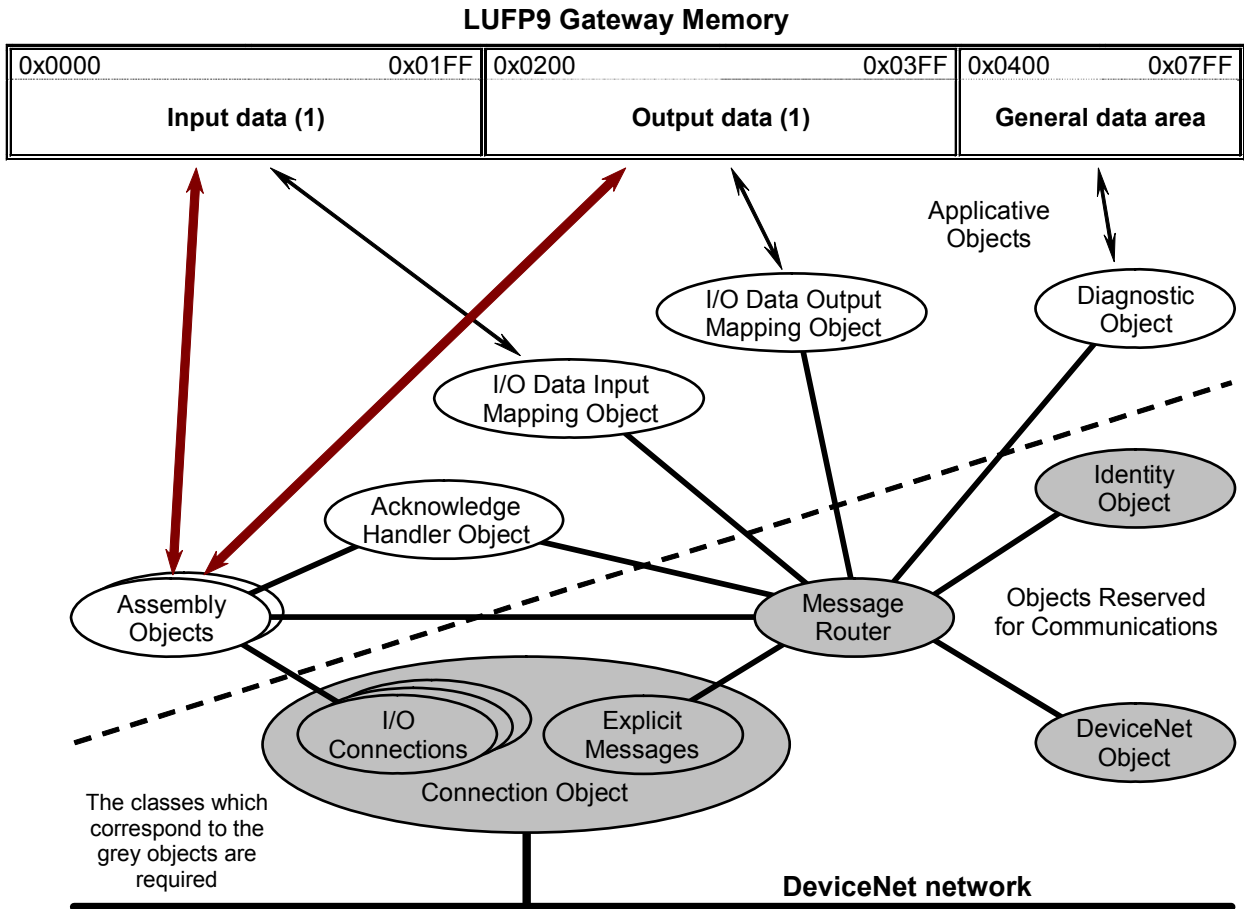 LUFP9 Gateway Memory
0x0000 0x01FF 0x0200 0x03FF 0x0400 0x07FF
Input data (1) Output data (1) General data area
Applicative
Objects
I/O Data Output
Mapping Object
Diagnostic
Object
I/O Data Input
Mapping Object
Identity
Object
Acknowledge
Handler Object
Assembly
Objects
Message
Router
Objects Reserved
for Communications
I/O
Connections
Explicit
Messages
DeviceNet
Object
Connection Object
The classes which
correspond to the
grey objects are
required
DeviceNet network